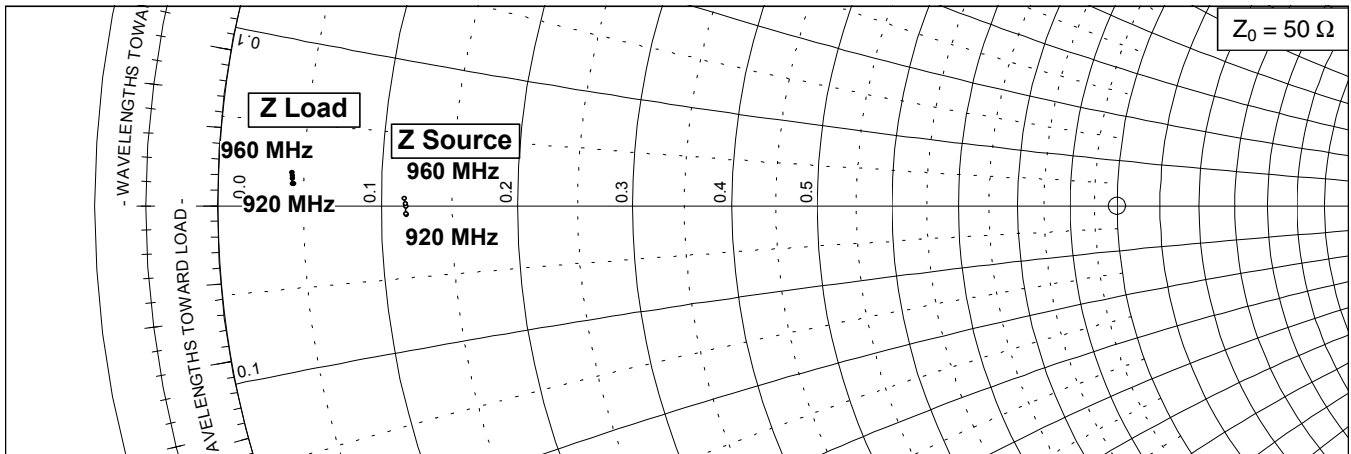 Z₀ = 50 Ω
- WAVELENGTHS TOWA
0.1
Z Load
Z Source
960 MHz
960 MHz
0.0
0.1
0.2
0.3
0.4
0.5
920 MHz
920 MHz
AVELENGTHS TOWARD LOAD -
0.1